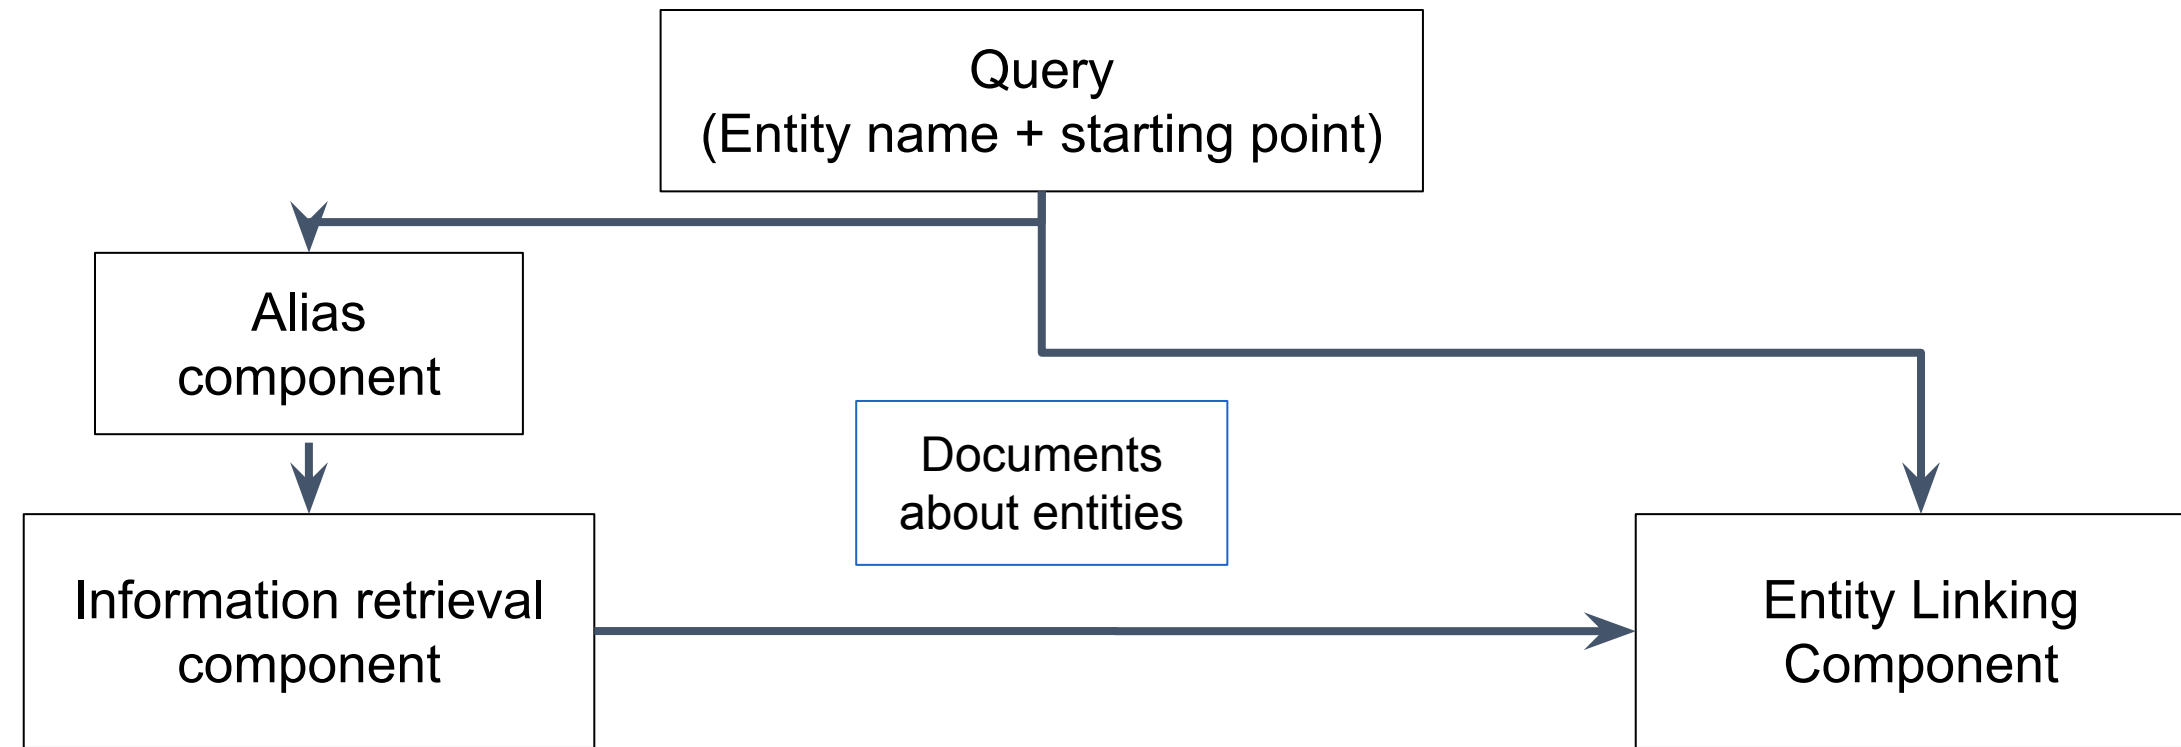 Query
(Entity name + starting point)
Alias
component
Documents
about entities
Information retrieval
component
Entity Linking
Component